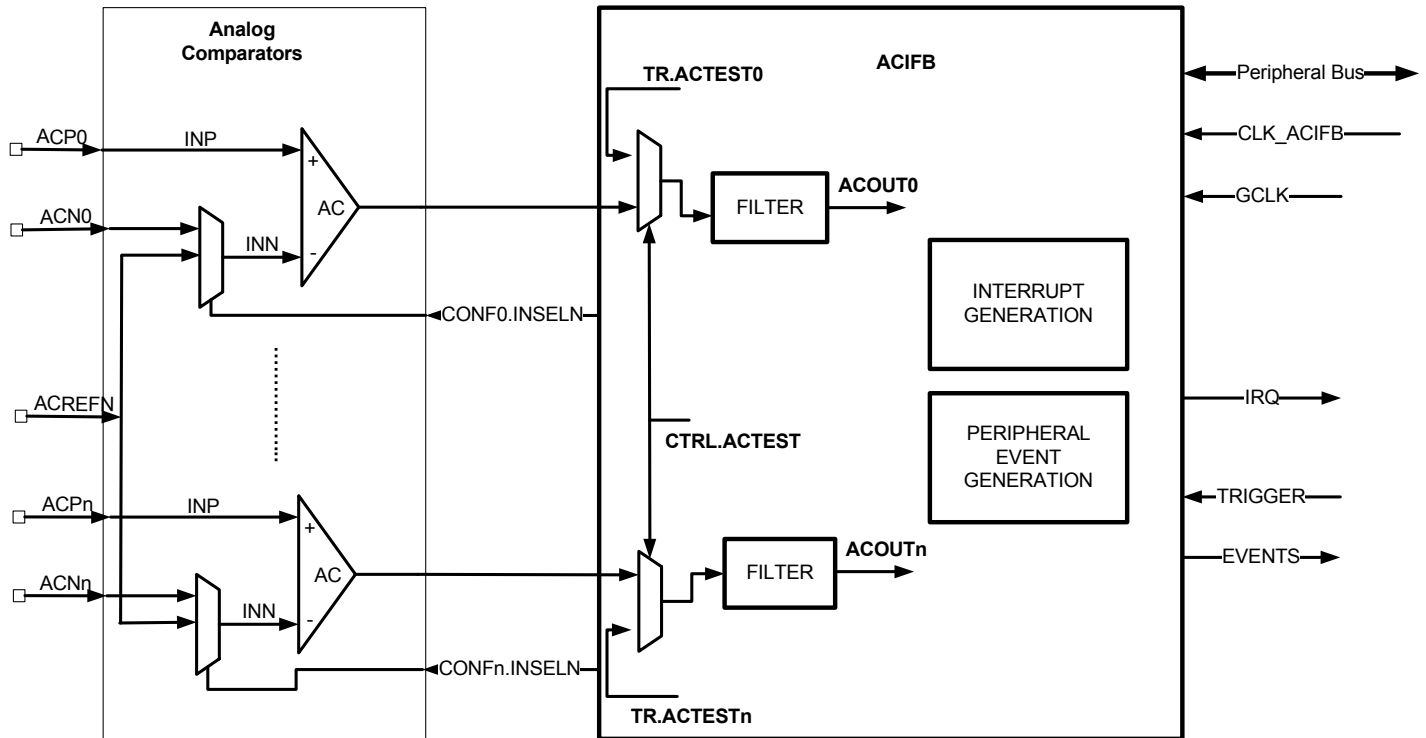 Analog
Comparators
ACIFB
TR.ACTEST0
Peripheral Bus
ACP0
INP
+
AC
-
CLK_ACIFB
ACN0
INN
ACOUT0
FILTER
GCLK
INTERRUPT
GENERATION
CONF0.INSELN
ACREFN
CTRL.ACTEST
IRQ
PERIPHERAL
EVENT
GENERATION
ACPn
INP
+
AC
-
TRIGGER
ACNn
INN
ACOUTn
FILTER
EVENTS
CONFn.INSELN
TR.ACTESTn